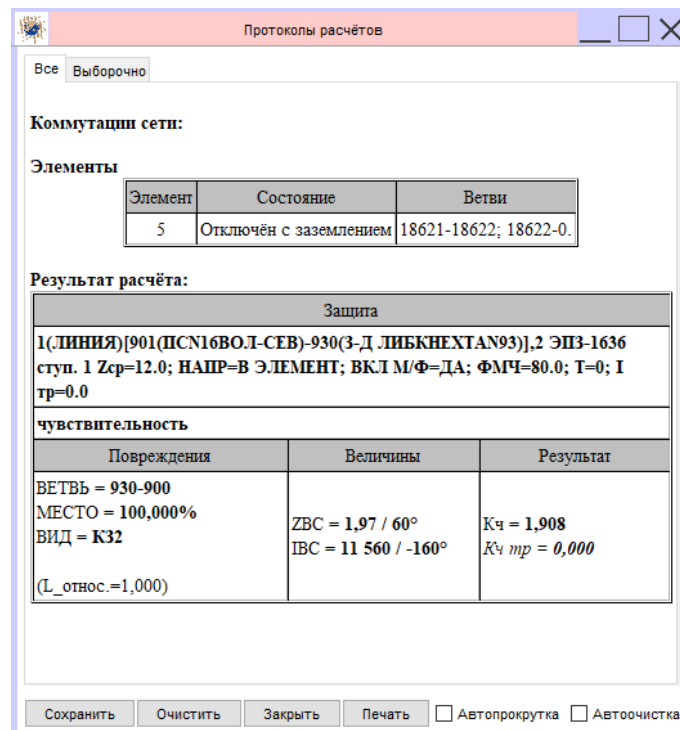 Протоколы расчётов
Все Выборочно
Коммутации сети:
Элементы
Элемент Состояние Ветви
5 Отключён с заземлением 18621-18622; 18622-0.
Результат расчёта:
Защита
1(ЛИНИЯ)[901(ПCN16ВОЛ-СЕВ)-930(З-Д ЛИБКНЕХТАN93)],2 ЭПЗ-1636
ступ. 1 Zср=12.0; НАПР=В ЭЛЕМЕНТ; ВКЛ М/Ф=ДА; ФМЧ=80.0; T=0; I
тр=0.0
чувствительность
Повреждения Величины Результат
ВЕТВЬ = 930-900
МЕСТО = 100,000%
ВИД = К32
(L_относ.=1,000)
ZBC = 1,97 / 60°
IBC = 11 560 / -160°
Кч = 1,908
Кч тр = 0,000
Сохранить Очистить Закрыть Печать Автопрокрутка Автоочистка